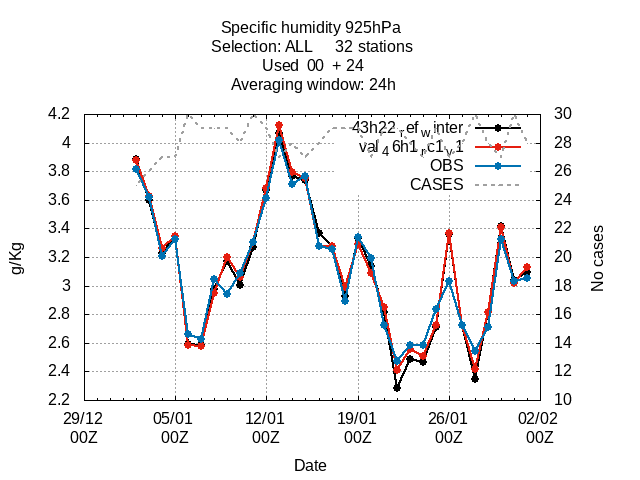 Specific humidity 925hPa
Selection: ALL 32 stations
Used 00 + 24
Averaging window: 24h
4.2
4
3.8
3.6
3.4
3.2
3
2.8
2.6
2.4
2.2
g/Kg
43h22_ref_winter
val_46h1_rc1_v1
OBS
CASES
30
28
26
24
22
20
18
16
14
12
10
No cases
29/12 05/01 12/01 19/01 26/01 02/02
00Z 00Z 00Z 00Z 00Z 00Z
Date